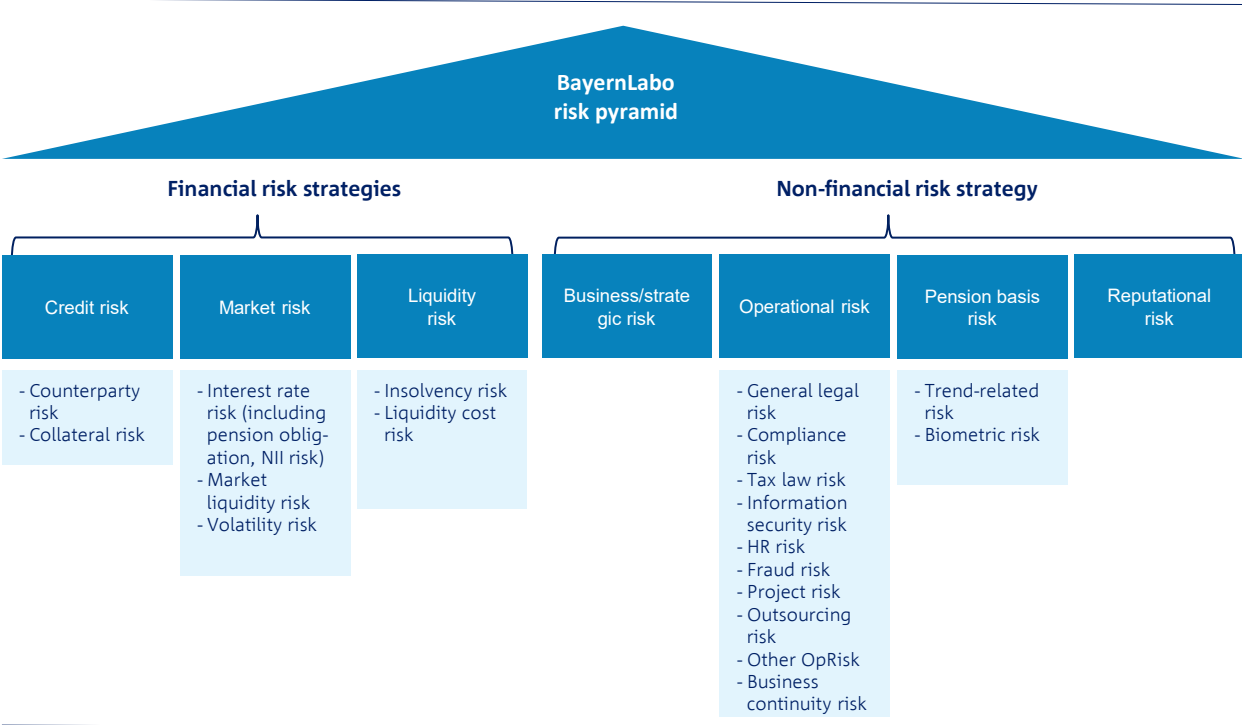 BayernLabo
risk pyramid
Financial risk strategies
Non-financial risk strategy
Credit risk
Market risk
Liquidity
risk
Business/strate
gic risk
Operational risk
Pension basis
risk
Reputational
risk
- Counterparty
risk
- Collateral risk
- Interest rate
risk (including
pension oblig-
ation, NII risk)
- Market
liquidity risk
- Volatility risk
- Insolvency risk
- Liquidity cost
risk
- General legal
risk
- Compliance
risk
- Tax law risk
- Information
security risk
- HR risk
- Fraud risk
- Project risk
- Outsourcing
risk
- Other OpRisk
- Business
continuity risk
- Trend-related
risk
- Biometric risk